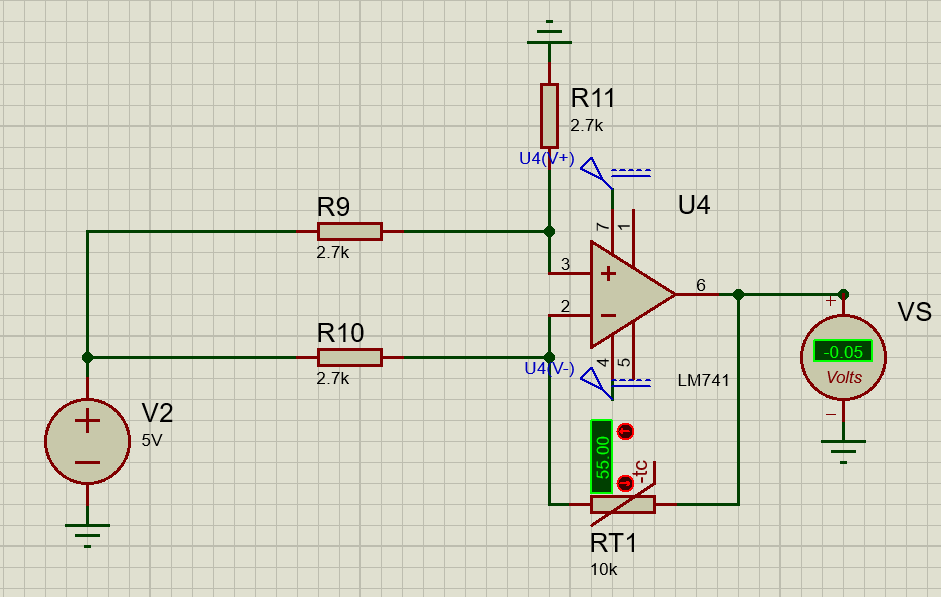 R11
2.7k
U4(V+)
U4
R9
2.7k
7
1
3
+
6
2
−
+
VS
-0.05
Volts
−
R10
2.7k
U4(V-)
4
5
LM741
V2
5V
+
−
55.00
-tc
RT1
10k